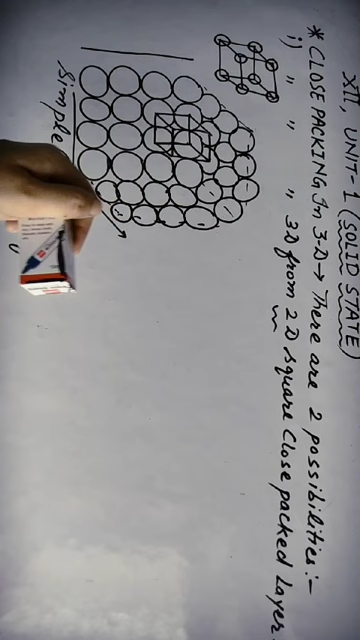 XII, UNIT-1 (SOLID STATE)
* CLOSE PACKING In 3-D → There are 2 possibilities:-
i) " " " 3D from 2D square close packed Layer.
Simple